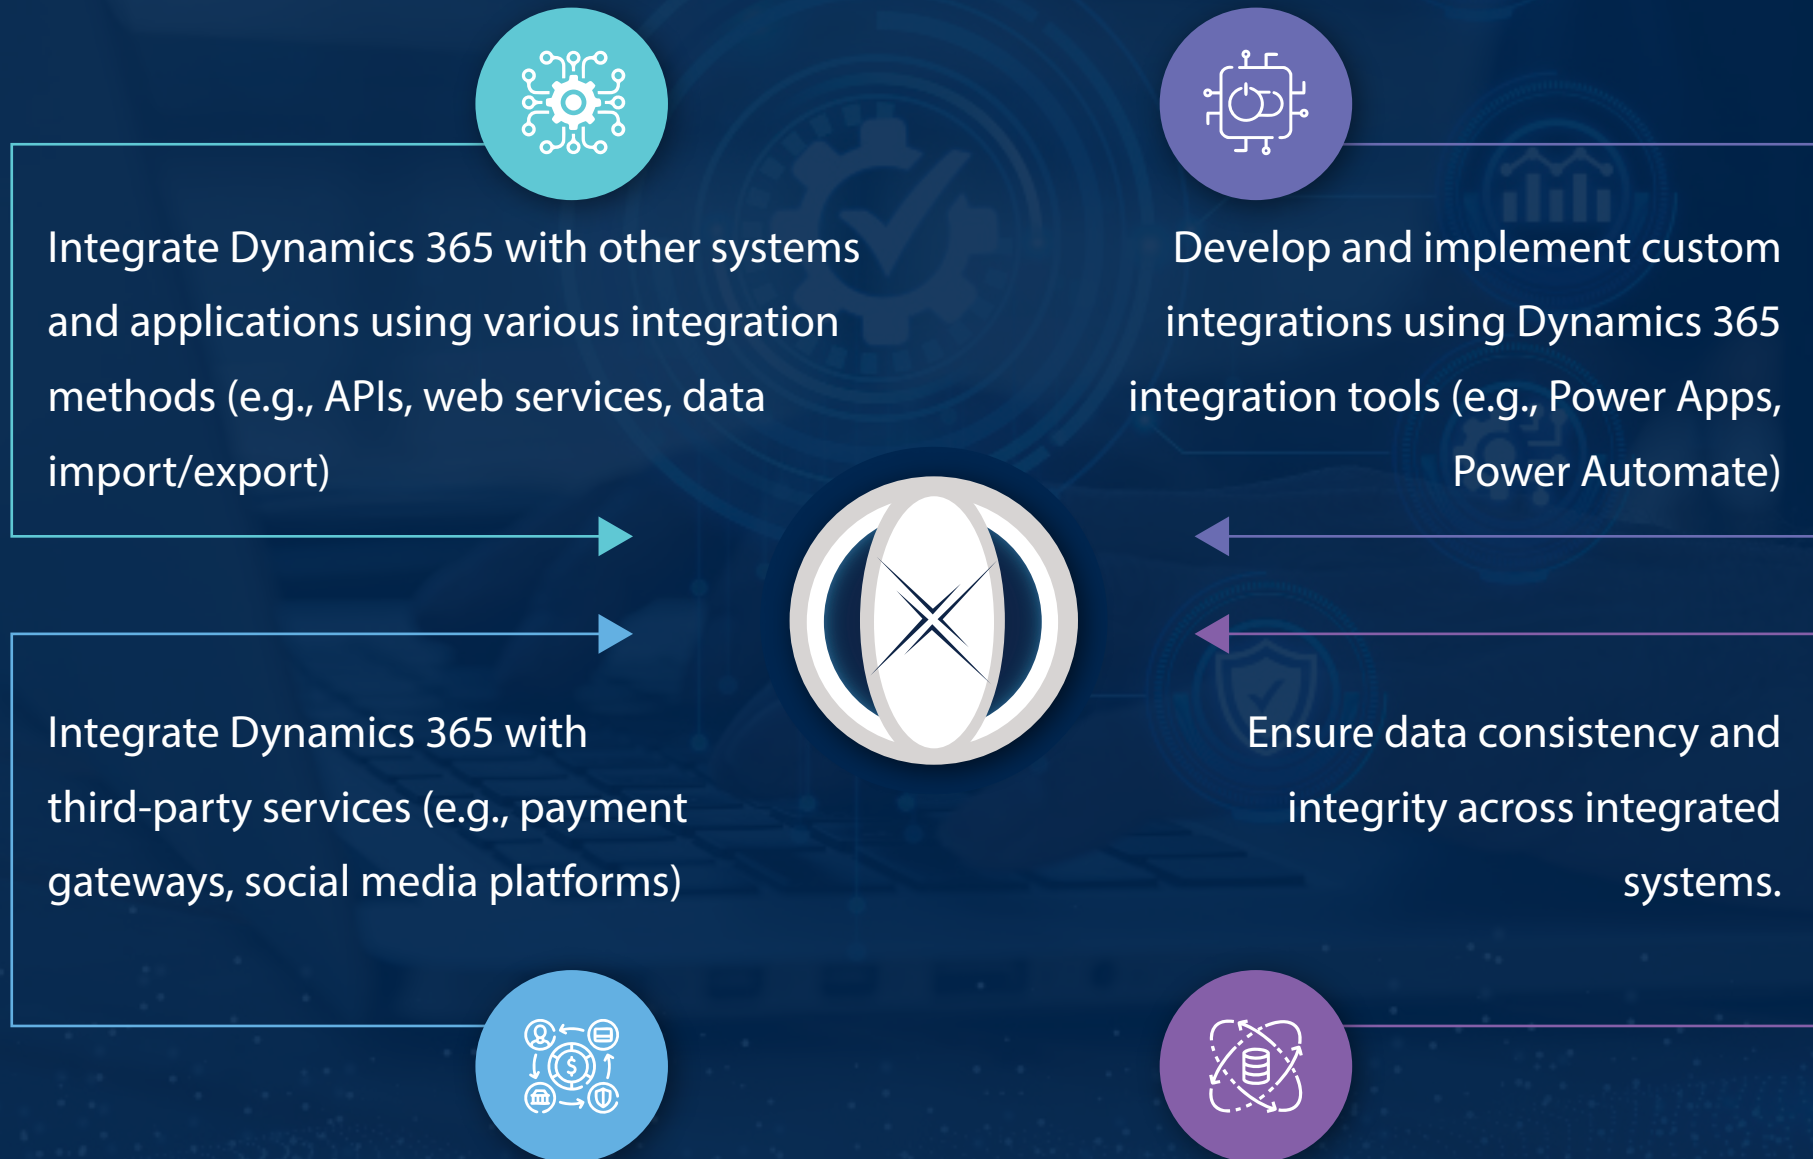 Integrate Dynamics 365 with other systems
and applications using various integration
methods (e.g., APIs, web services, data
import/export)
Develop and implement custom
integrations using Dynamics 365
integration tools (e.g., Power Apps,
Power Automate)
Integrate Dynamics 365 with
third-party services (e.g., payment
gateways, social media platforms)
Ensure data consistency and
integrity across integrated
systems.